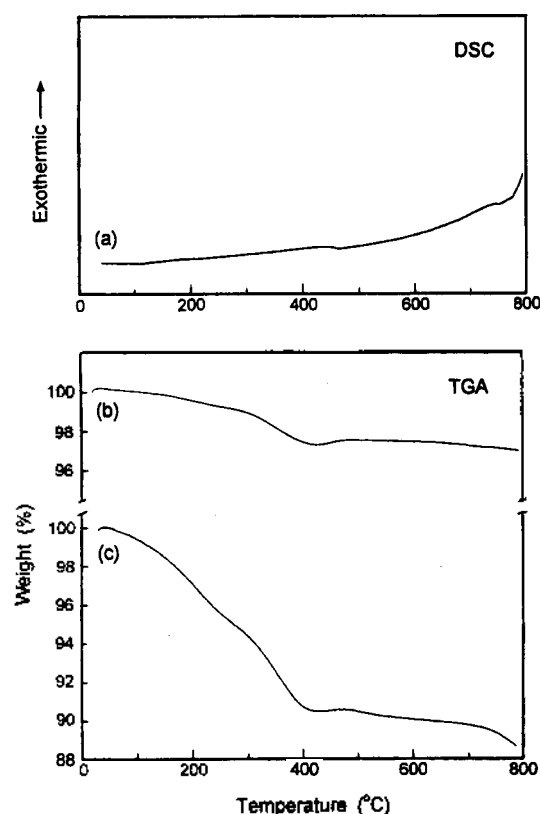 DSC
Exothermic →
(a)
0 200 400 600 800
TGA
100
(b)
98
96
Weight (%)
100
(c)
98
96
94
92
90
88
0 200 400 600 800
Temperature (°C)